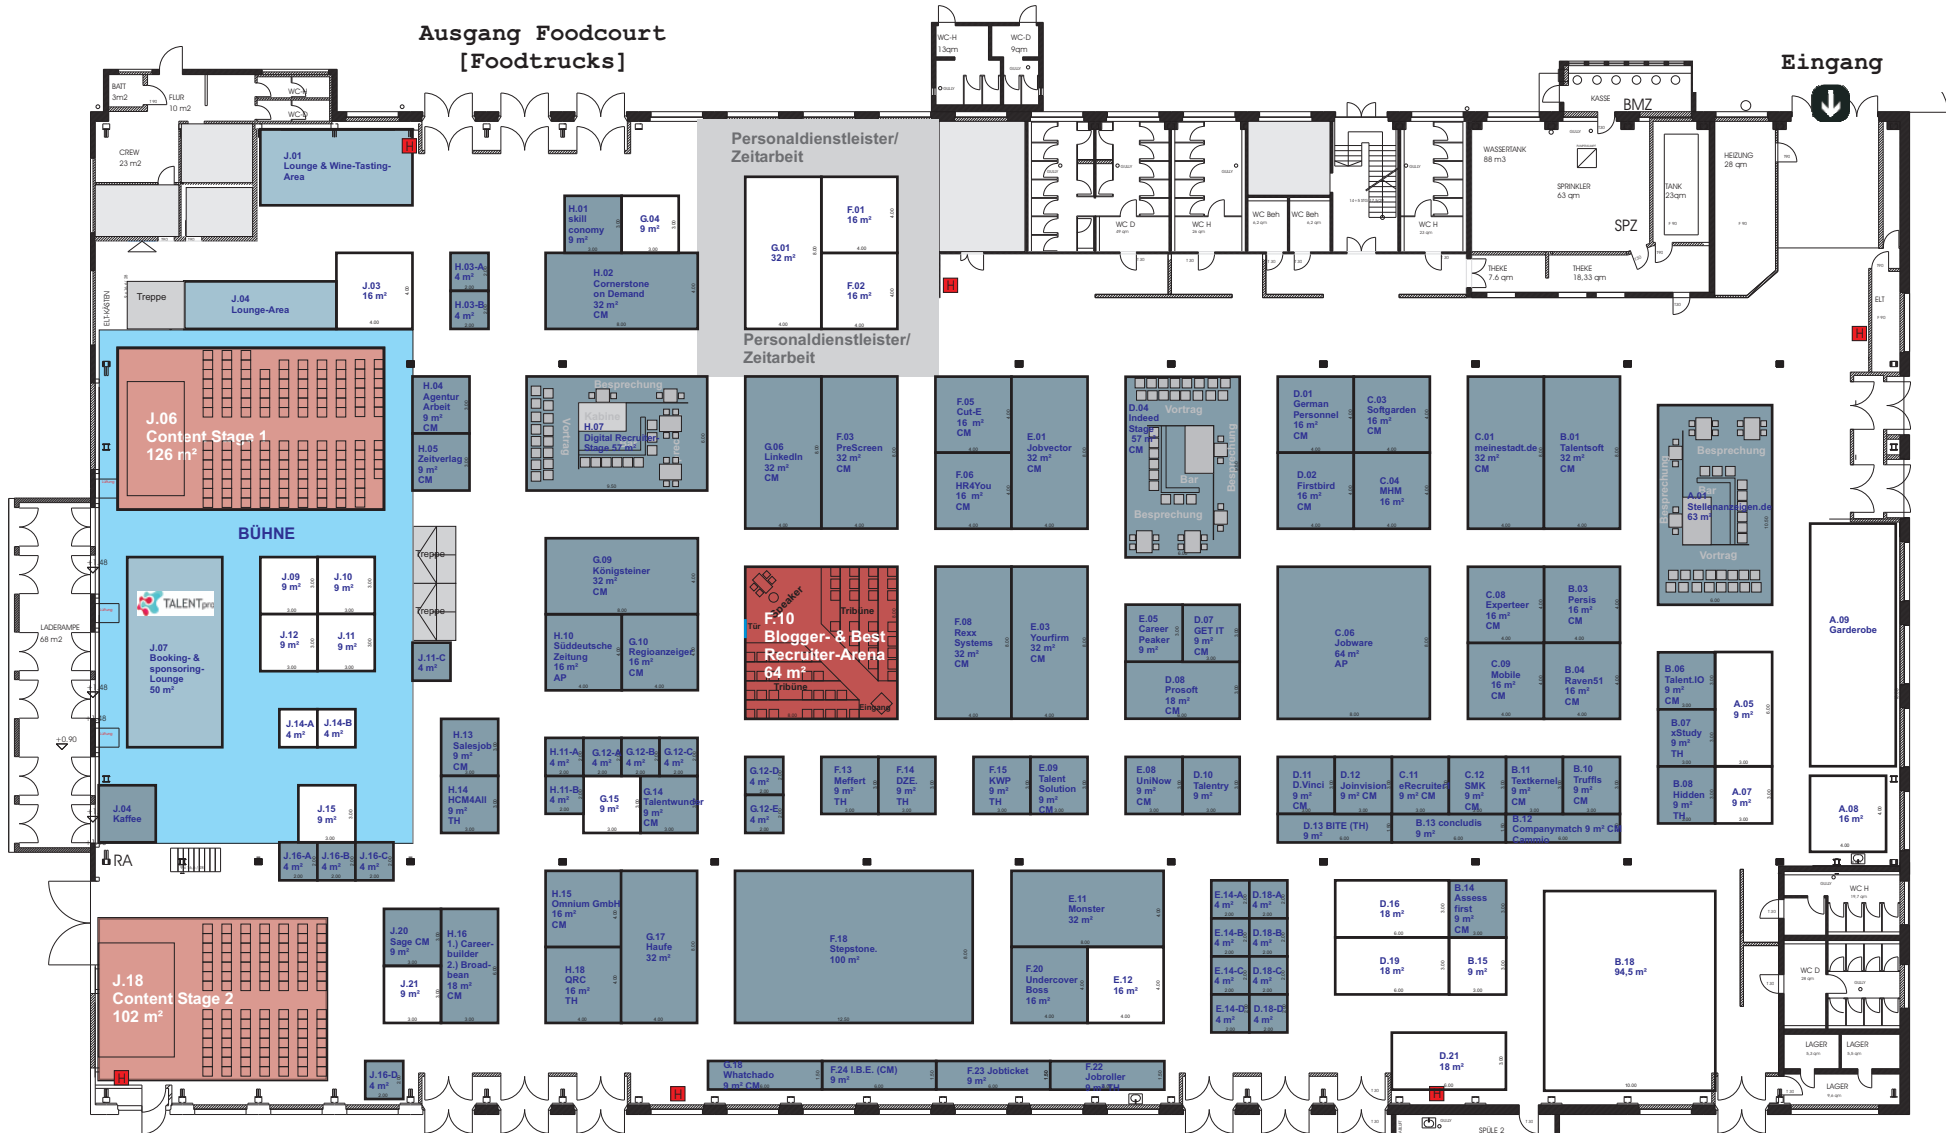 Ausgang Foodcourt
[Foodtrucks]
Eingang
BATT
3m2
FLUR
10 m2
WC-H
WC-D
CREW
23 m2
WC-H
13qm
WC-D
9qm
KASSE
BMZ
WASSERTANK
88 m3
SPRINKLER
63 qm
TANK
23qm
SPZ
HEIZUNG
28 qm
THEKE
7.6 qm
THEKE
18,33 qm
ELT
WC D
WC H
WC Beh
WC Beh
WC H
Personaldienstleister/
Zeitarbeit
Personaldienstleister/
Zeitarbeit
J.01
Lounge & Wine-Tasting-
Area
H.01
skill
conomy
9 m²
G.04
9 m²
G.01
32 m²
F.01
16 m²
F.02
16 m²
H.02
Cornerstone
on Demand
32 m²
CM
H.03-A
4 m²
H.03-B
4 m²
J.03
16 m²
J.04
Lounge-Area
Treppe
ELT-KÄSTEN
J.06
Content Stage 1
126 m²
H.04
Agentur
Arbeit
9 m²
CM
H.05
Zeitverlag
9 m²
CM
Besprechung
Kabine
Vortrag
H.07
Digital Recruiter-
Stage 57 m²
G.06
LinkedIn
32 m²
CM
F.03
PreScreen
32 m²
CM
F.05
Cut-E
16 m²
CM
F.06
HR4You
16 m²
CM
E.01
Jobvector
32 m²
CM
D.04
Indeed
Stage
57 m²
CM
Vortrag
Bar
Besprechung
Besprechung
D.01
German
Personnel
16 m²
CM
C.03
Softgarden
16 m²
CM
D.02
Firstbird
16 m²
CM
C.04
MHM
16 m²
C.01
meinestadt.de
32 m²
CM
B.01
Talentsoft
32 m²
CM
Besprechung
Besprechung
Bar
A.01
Stellenanzeigen.de
63 m²
Vortrag
BÜHNE
Treppe
Treppe
TALENTpro
J.07
Booking- &
sponsoring-
Lounge
50 m²
J.09
9 m²
J.10
9 m²
J.12
9 m²
J.11
9 m²
J.11-C
4 m²
J.14-A
4 m²
J.14-B
4 m²
LADERAMPE
68 m2
+0.90
G.09
Königsteiner
32 m²
CM
H.10
Süddeutsche
Zeitung
16 m²
AP
G.10
Regioanzeiger
16 m²
CM
Speaker
Tribüne
Tür
F.10
Blogger- & Best
Recruiter-Arena
64 m²
Tribüne
Eingang
F.08
Rexx
Systems
32 m²
CM
E.03
Yourfirm
32 m²
CM
E.05
Career
Peaker
9 m²
D.07
GET IT
9 m²
CM
D.08
Prosoft
18 m²
CM
C.06
Jobware
64 m²
AP
C.08
Experteer
16 m²
CM
B.03
Persis
16 m²
CM
C.09
Mobile
16 m²
CM
B.04
Raven51
16 m²
CM
A.09
Garderobe
B.06
Talent.IO
9 m²
CM
A.05
9 m²
B.07
xStudy
9 m²
TH
B.08
Hidden
9 m²
TH
A.07
9 m²
A.08
16 m²
H.13
Salesjob
9 m²
CM
H.14
HCM4All
9 m²
TH
H.11-A
4 m²
G.12-A
4 m²
G.12-B
4 m²
G.12-C
4 m²
H.11-B
4 m²
G.15
9 m²
G.14
Talentwunder
9 m²
CM
G.12-D
4 m²
G.12-E
4 m²
F.13
Meffert
9 m²
TH
F.14
DZE.
9 m²
TH
F.15
KWP
9 m²
TH
E.09
Talent
Solution
9 m²
CM
E.08
UniNow
9 m²
CM
D.10
Talentry
9 m²
D.11
D.Vinci
9 m²
CM
D.12
Joinvision
9 m² CM
C.11
eRecruiter
9 m² CM
C.12
SMK
9 m²
CM
B.11
Textkernel
9 m²
CM
B.10
Truffls
9 m²
CM
D.13 BITE (TH)
9 m²
B.13 concludis
9 m²
B.12
Companymatch 9 m² CM
Cammio
J.04
Kaffee
J.15
9 m²
J.16-A
4 m²
J.16-B
4 m²
J.16-C
4 m²
RA
J.18
Content Stage 2
102 m²
J.20
Sage CM
9 m²
J.21
9 m²
H.16
1.) Career-
builder
2.) Broad-
bean
18 m²
CM
H.15
Omnium GmbH
16 m²
CM
H.18
QRC
16 m²
TH
G.17
Haufe
32 m²
F.18
Stepstone.
100 m²
E.11
Monster
32 m²
F.20
Undercover
Boss
16 m²
E.12
16 m²
E.14-A
4 m²
D.18-A
4 m²
E.14-B
4 m²
D.18-B
4 m²
E.14-C
4 m²
D.18-C
4 m²
E.14-D
4 m²
D.18-D
4 m²
D.16
18 m²
B.14
Assess
first
9 m²
CM
D.19
18 m²
B.15
9 m²
B.18
94,5 m²
D.21
18 m²
J.16-D
4 m²
G.18
Whatchado
9 m² CM
F.24 I.B.E. (CM)
9 m²
F.23 Jobticket
9 m²
F.22
Jobroller
9 m² TH
WC H
WC D
LAGER
LAGER
LAGER
SPÜLE 2